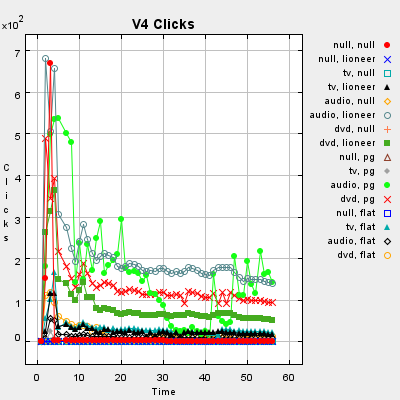 V4 Clicks
x10²
7
6
5
4
3
2
1
0
Clicks
0
10
20
30
40
50
60
Time
null, null
null, lioneer
tv, null
tv, lioneer
audio, null
audio, lioneer
dvd, null
dvd, lioneer
null, pg
tv, pg
audio, pg
dvd, pg
null, flat
tv, flat
audio, flat
dvd, flat